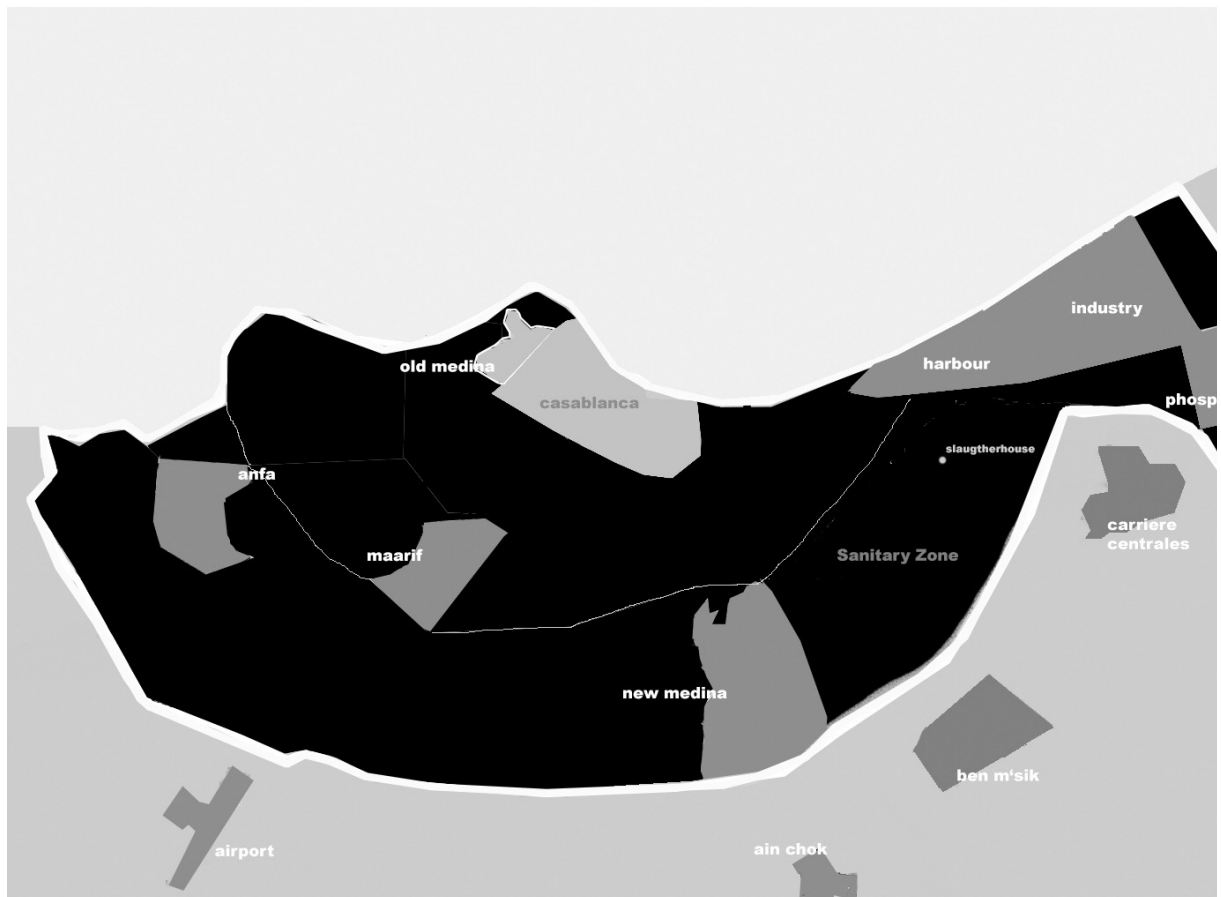 industry
harbour
old medina
casablanca
phosp
slaugtherhouse
anfa
carriere
centrales
maarif
Sanitary Zone
new medina
ben m‘sik
airport
ain chok